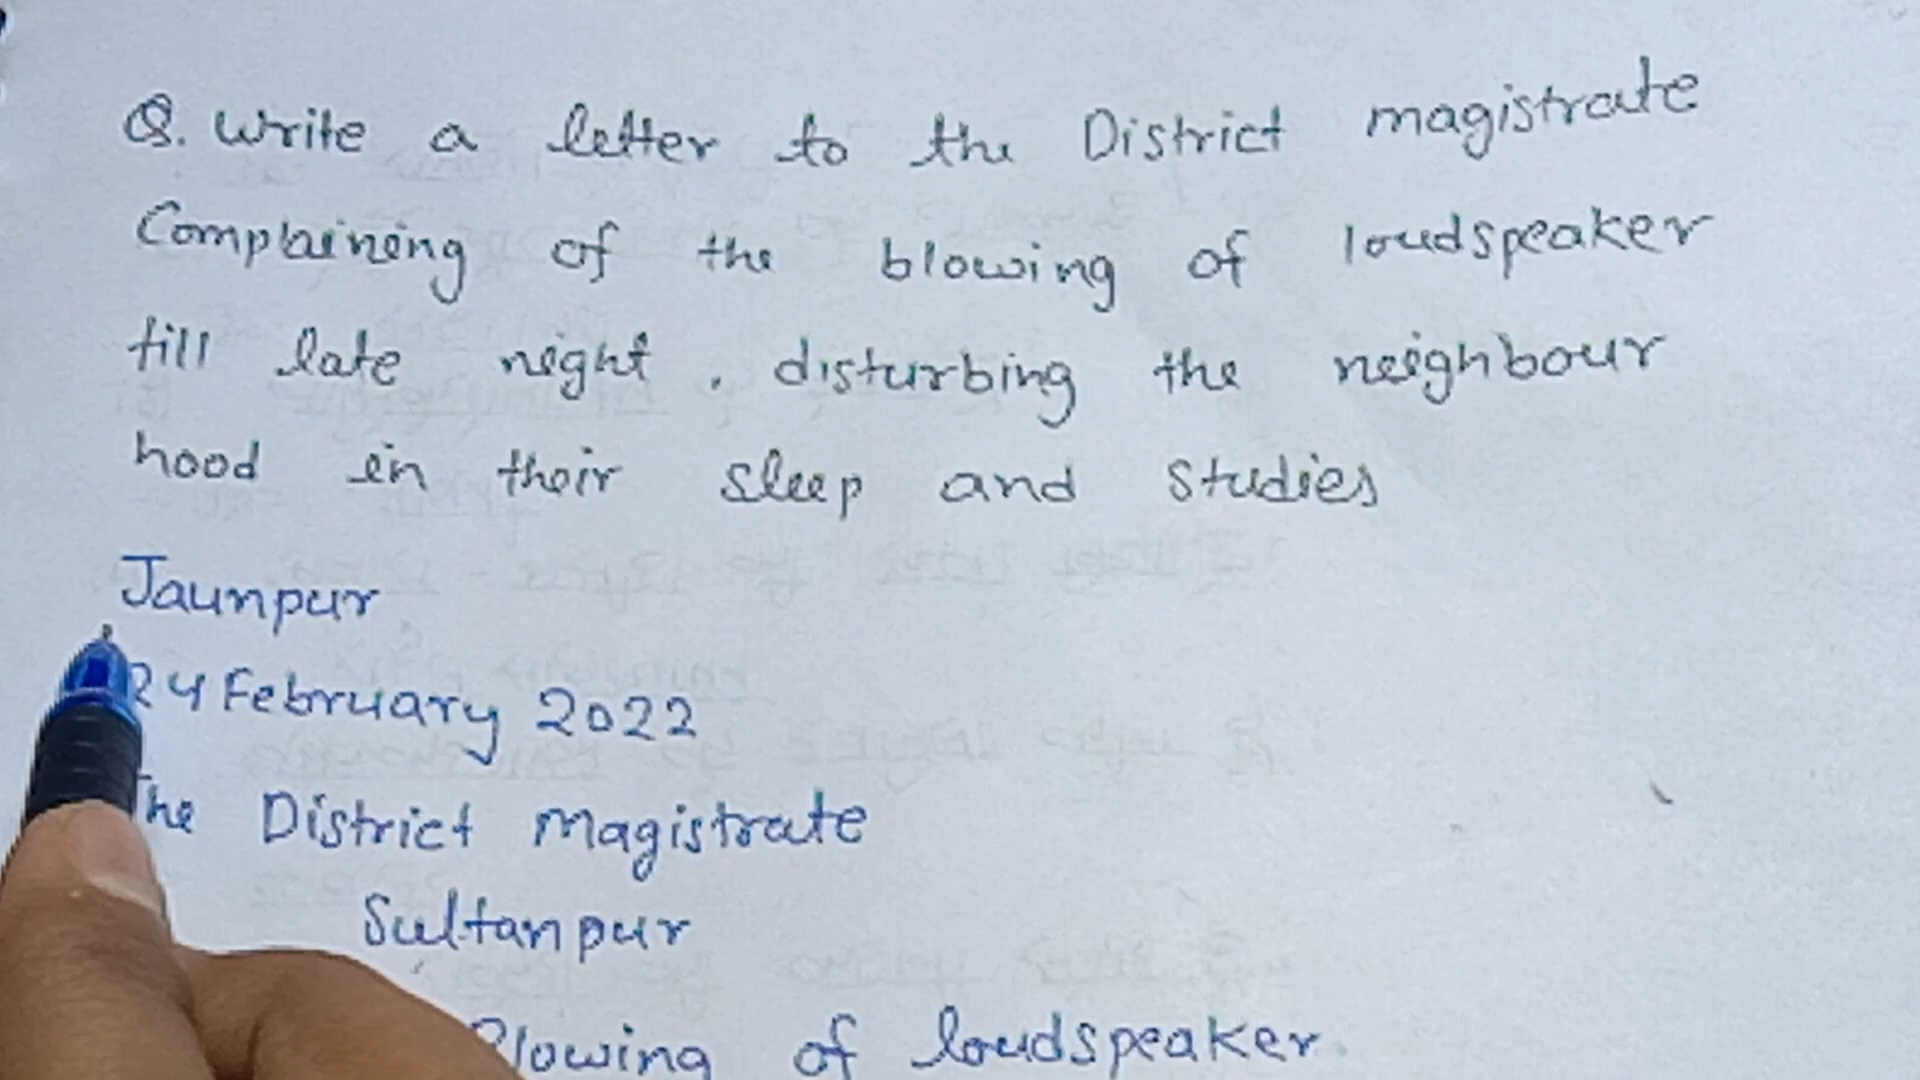 Q. Write a letter to the District magistrate
Complaining of the blowing of loudspeaker
till late night, disturbing the neighbour
hood in their sleep and studies
Jaunpur
24 February 2022
The District Magistrate
Sultanpur
Blowing of loudspeaker.